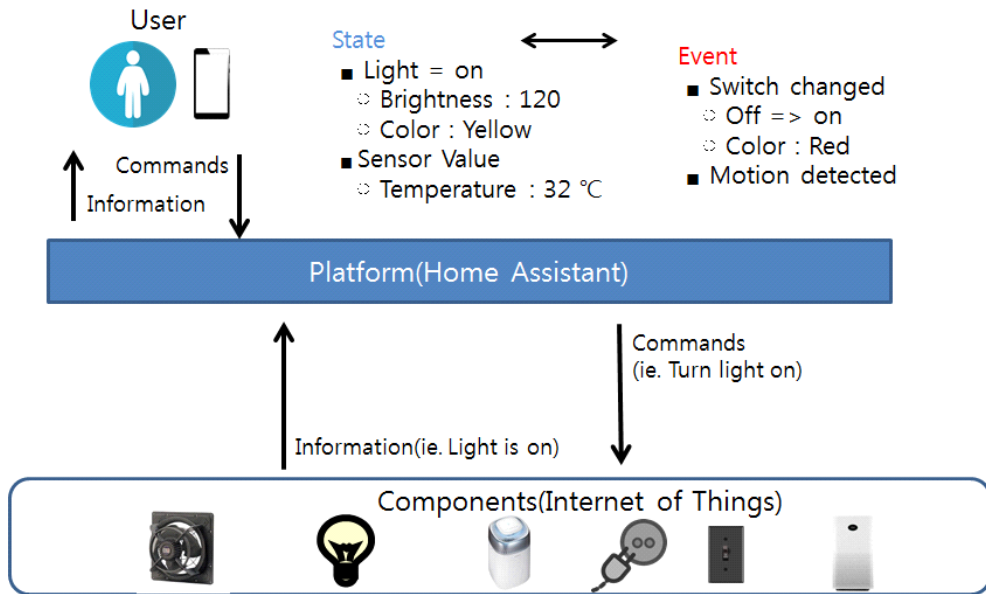 User
State
■ Light = on
○ Brightness : 120
○ Color : Yellow
■ Sensor Value
○ Temperature : 32 ℃
Event
■ Switch changed
○ Off => on
○ Color : Red
■ Motion detected
Commands
Information
Platform(Home Assistant)
Commands
(ie. Turn light on)
Information(ie. Light is on)
Components(Internet of Things)